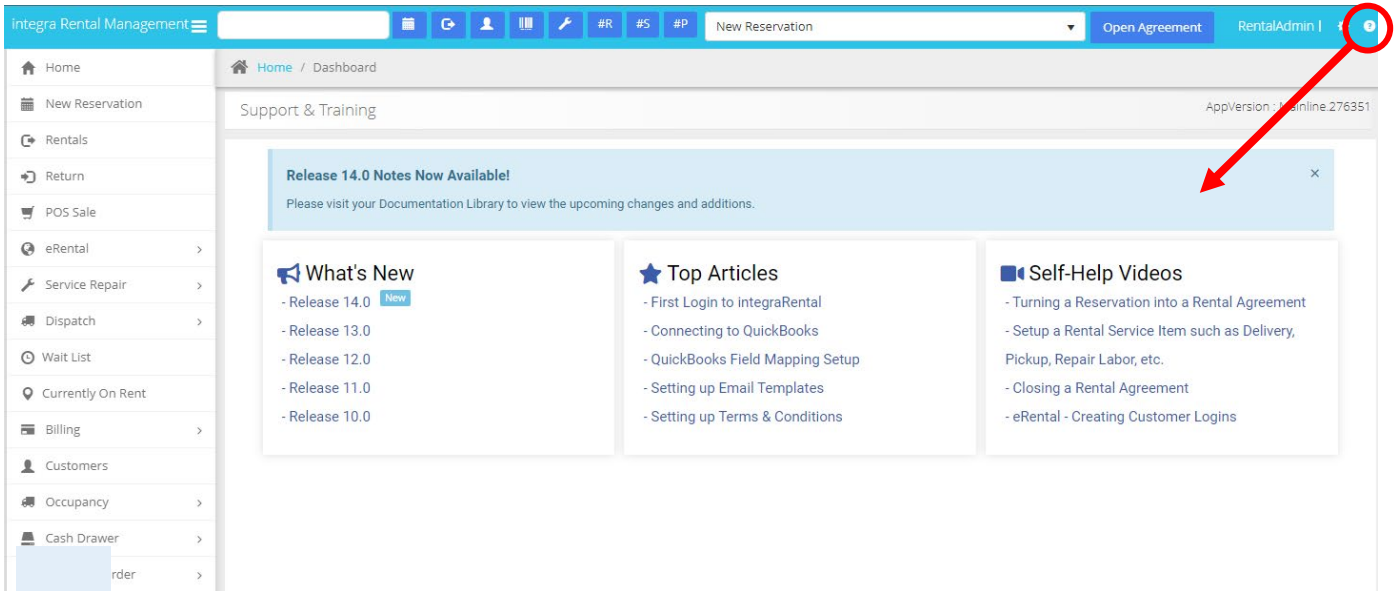 integra Rental Management
#R #S #P New Reservation Open Agreement RentalAdmin |
Home
New Reservation
Rentals
Return
POS Sale
eRental
Service Repair
Dispatch
Wait List
Currently On Rent
Billing
Customers
Occupancy
Cash Drawer
rder
Home / Dashboard
Support & Training
AppVersion : Mainline.276351
Release 14.0 Notes Now Available! ×
Please visit your Documentation Library to view the upcoming changes and additions.
What's New
- Release 14.0 New
- Release 13.0
- Release 12.0
- Release 11.0
- Release 10.0
Top Articles
- First Login to integraRental
- Connecting to QuickBooks
- QuickBooks Field Mapping Setup
- Setting up Email Templates
- Setting up Terms & Conditions
Self-Help Videos
- Turning a Reservation into a Rental Agreement
- Setup a Rental Service Item such as Delivery,
Pickup, Repair Labor, etc.
- Closing a Rental Agreement
- eRental - Creating Customer Logins